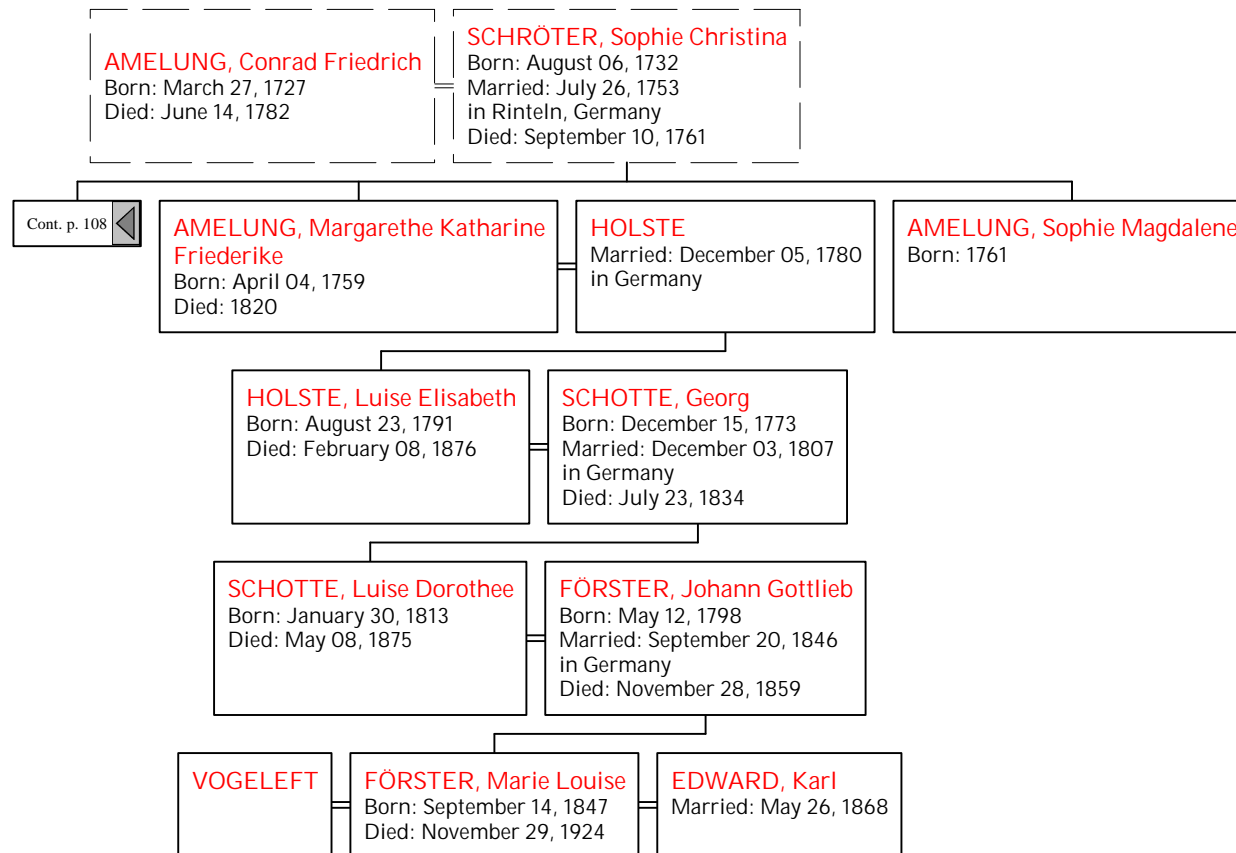 AMELUNG, Conrad Friedrich
Born: March 27, 1727
Died: June 14, 1782
SCHRÖTER, Sophie Christina
Born: August 06, 1732
Married: July 26, 1753
in Rinteln, Germany
Died: September 10, 1761
Cont. p. 108
AMELUNG, Margarethe Katharine
Friederike
Born: April 04, 1759
Died: 1820
HOLSTE
Married: December 05, 1780
in Germany
AMELUNG, Sophie Magdalene
Born: 1761
HOLSTE, Luise Elisabeth
Born: August 23, 1791
Died: February 08, 1876
SCHOTTE, Georg
Born: December 15, 1773
Married: December 03, 1807
in Germany
Died: July 23, 1834
SCHOTTE, Luise Dorothee
Born: January 30, 1813
Died: May 08, 1875
FÖRSTER, Johann Gottlieb
Born: May 12, 1798
Married: September 20, 1846
in Germany
Died: November 28, 1859
VOGELEFT
FÖRSTER, Marie Louise
Born: September 14, 1847
Died: November 29, 1924
EDWARD, Karl
Married: May 26, 1868